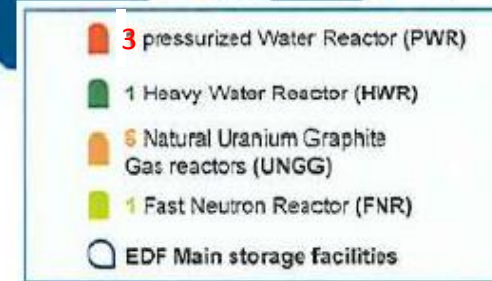 3 pressurized Water Reactor (PWR)
1 Heavy Water Reactor (HWR)
6 Natural Uranium Graphite
Gas reactors (UNGG)
1 Fast Neutron Reactor (FNR)
EDF Main storage facilities